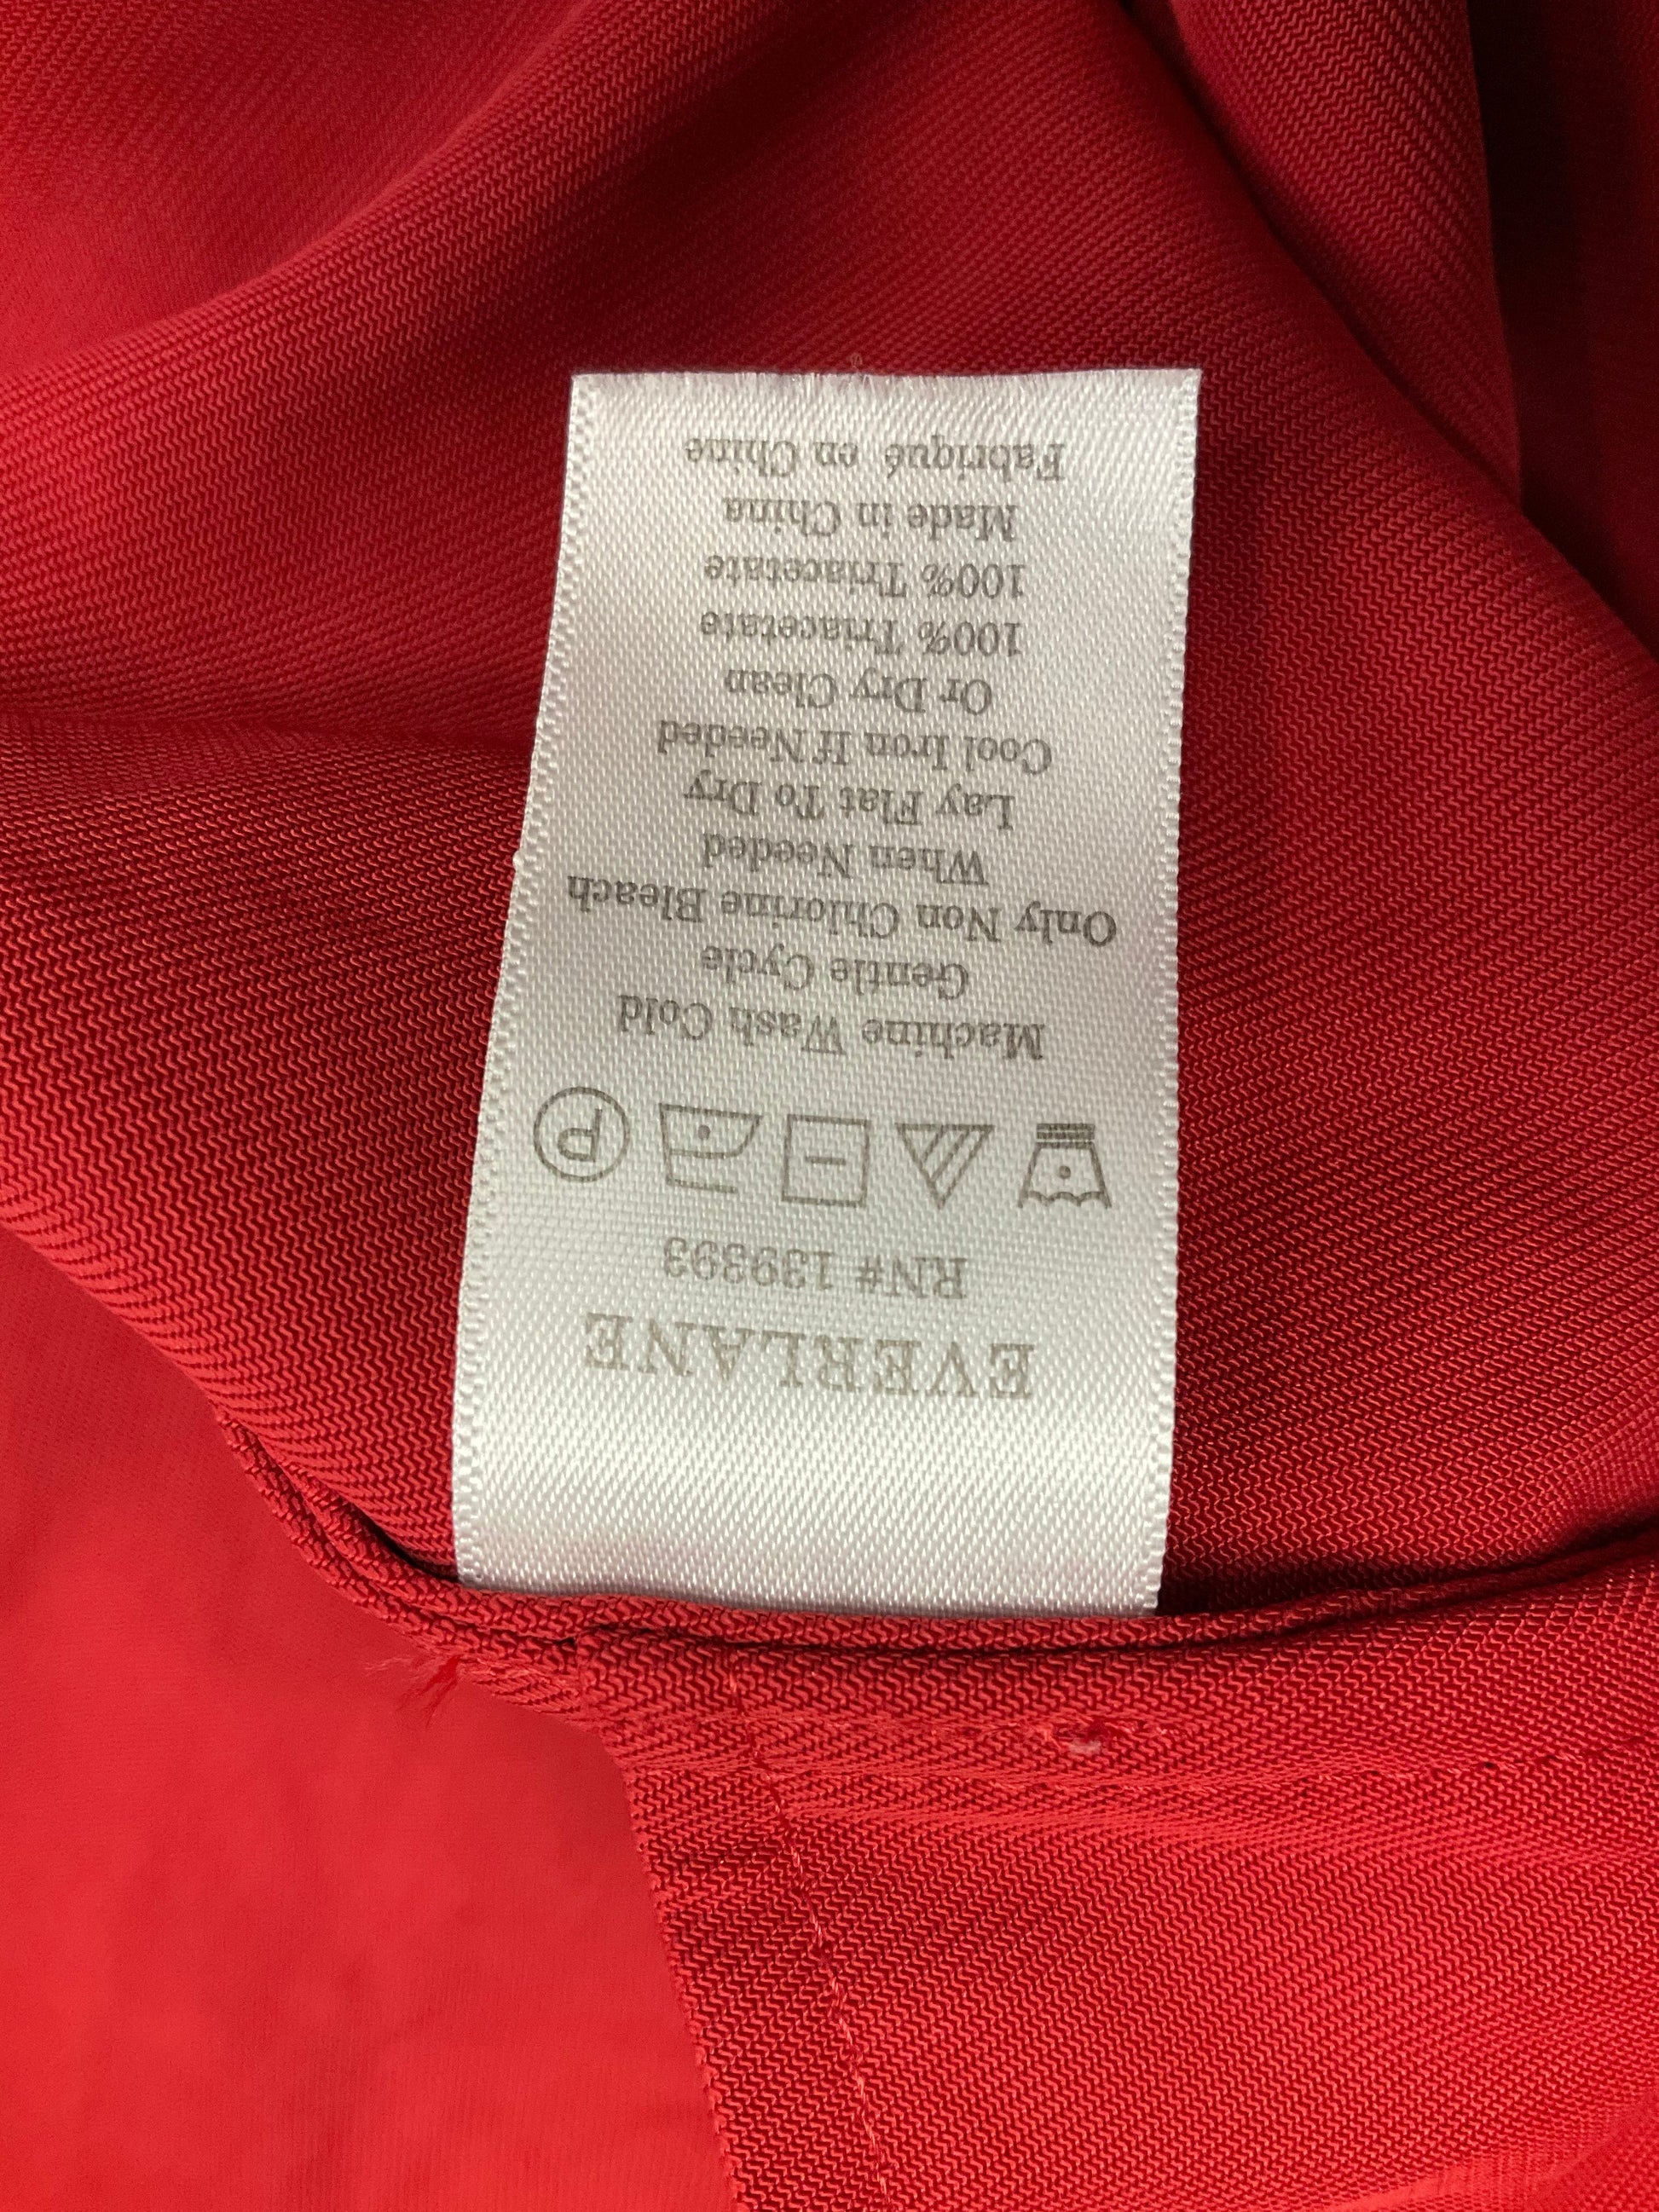 EVERLANE
RN# 139393
P
Machine Wash Cold
Gentle Cycle
Only Non Chlorine Bleach
When Needed
Lay Flat To Dry
Cool Iron If Needed
Or Dry Clean
100% Triacetate
100% Triacetate
Made in China
Fabriqué en Chine